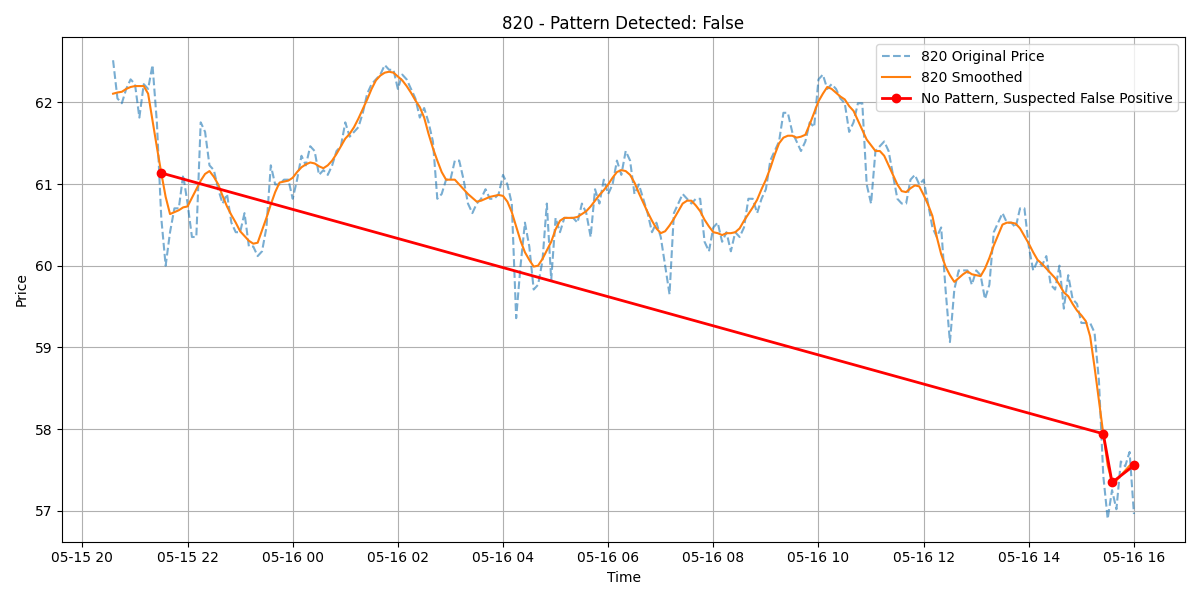 820 - Pattern Detected: False
820 Original Price
820 Smoothed
No Pattern, Suspected False Positive
Price
62
61
60
59
58
57
05-15 20
05-15 22
05-16 00
05-16 02
05-16 04
05-16 06
05-16 08
05-16 10
05-16 12
05-16 14
05-16 16
Time